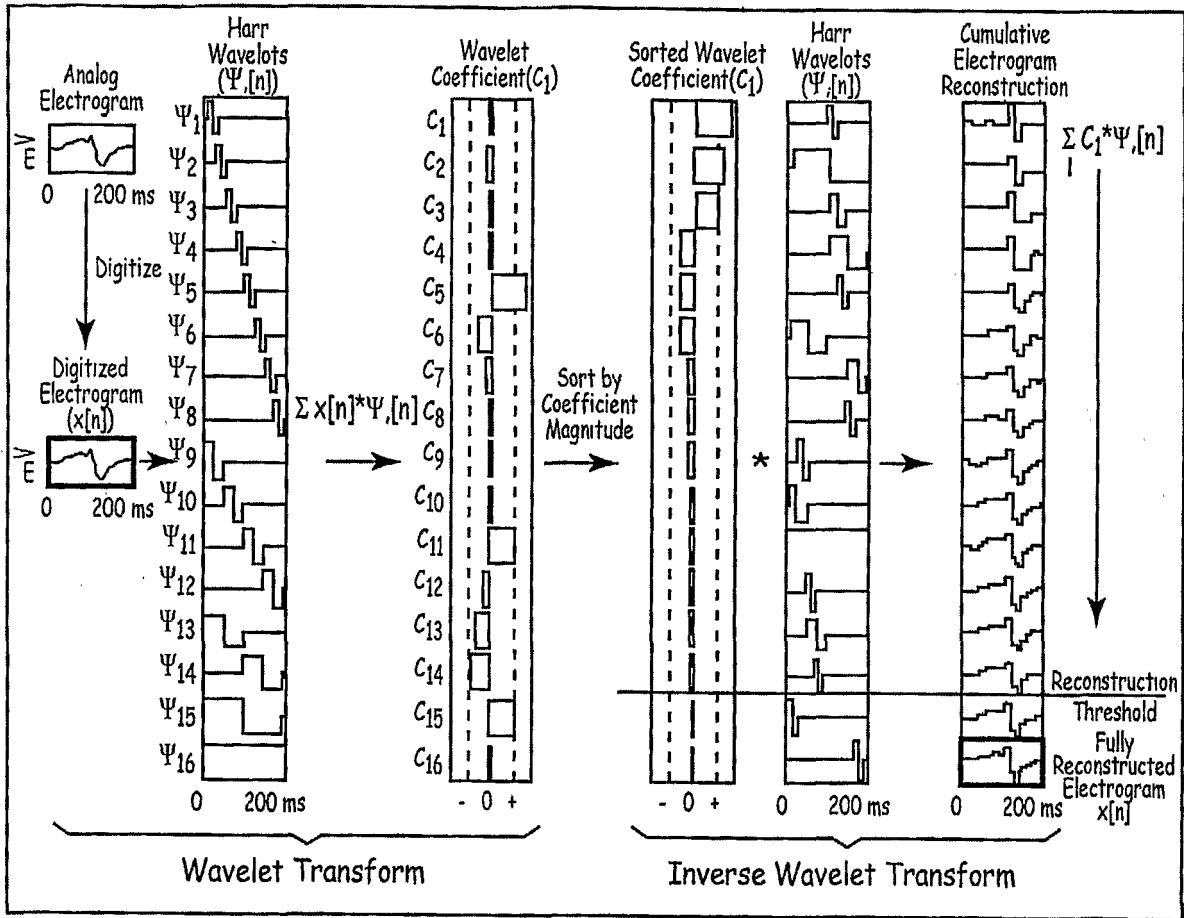 Analog
Electrogram
mV
0 200 ms
Digitize
Digitized
Electrogram
(x[n])
mV
0 200 ms
Harr
Wavelots
(Ψ,[n])
Ψ1
Ψ2
Ψ3
Ψ4
Ψ5
Ψ6
Ψ7
Ψ8
Ψ9
Ψ10
Ψ11
Ψ12
Ψ13
Ψ14
Ψ15
Ψ16
0 200 ms
Σ x[n]*Ψ,[n]
Wavelet
Coefficient(C1)
C1
C2
C3
C4
C5
C6
C7
C8
C9
C10
C11
C12
C13
C14
C15
C16
- 0 +
Wavelet Transform
Sort by
Coefficient
Magnitude
Sorted Wavelet
Coefficient(C1)
- 0 +
*
Harr
Wavelots
(Ψ,[n])
0 200 ms
Cumulative
Electrogram
Reconstruction
0 200 ms
Σ C1*Ψ,[n]
I
Reconstruction
Threshold
Fully
Reconstructed
Electrogram
x[n]
Inverse Wavelet Transform